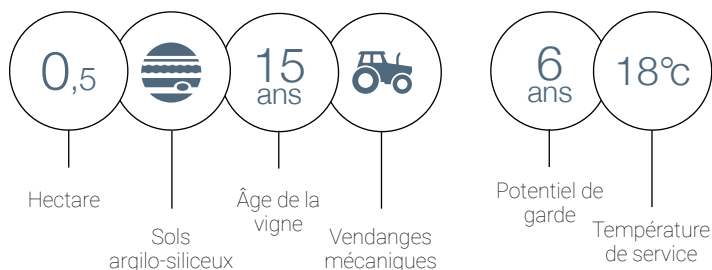 0,5
15
ans
6
ans
18°c
Hectare
Sols
argilo-siliceux
Âge de la
vigne
Vendanges
mécaniques
Potentiel de
garde
Température
de service